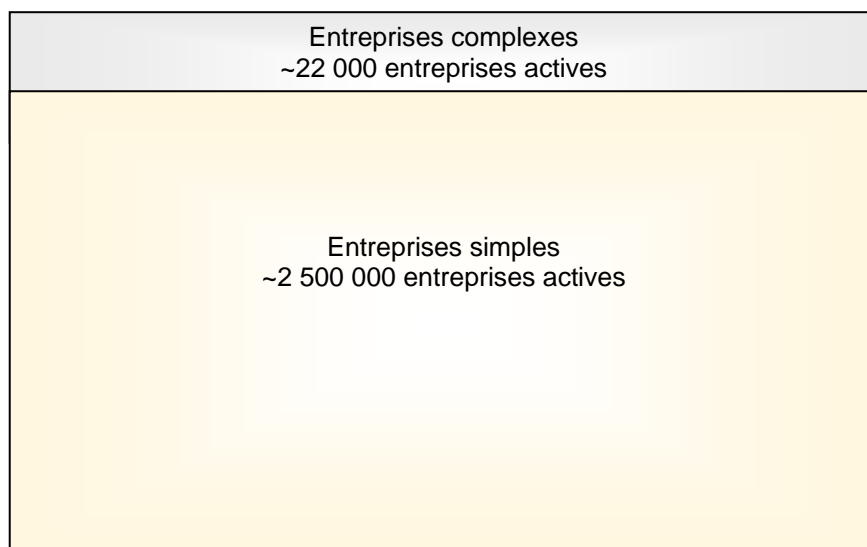 Entreprises complexes
~22 000 entreprises actives
Entreprises simples
~2 500 000 entreprises actives